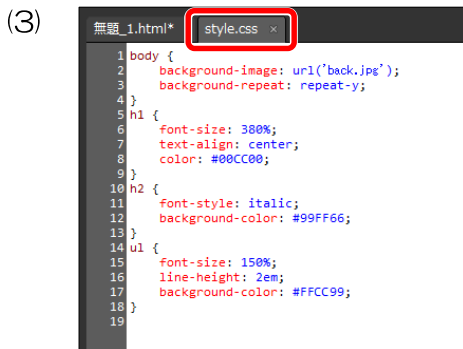 (3)
無題_1.html* style.css ×
1 body {
2 background-image: url('back.jpg');
3 background-repeat: repeat-y;
4 }
5 h1 {
6 font-size: 380%;
7 text-align: center;
8 color: #00CC00;
9 }
10 h2 {
11 font-style: italic;
12 background-color: #99FF66;
13 }
14 ul {
15 font-size: 150%;
16 line-height: 2em;
17 background-color: #FFCC99;
18 }
19